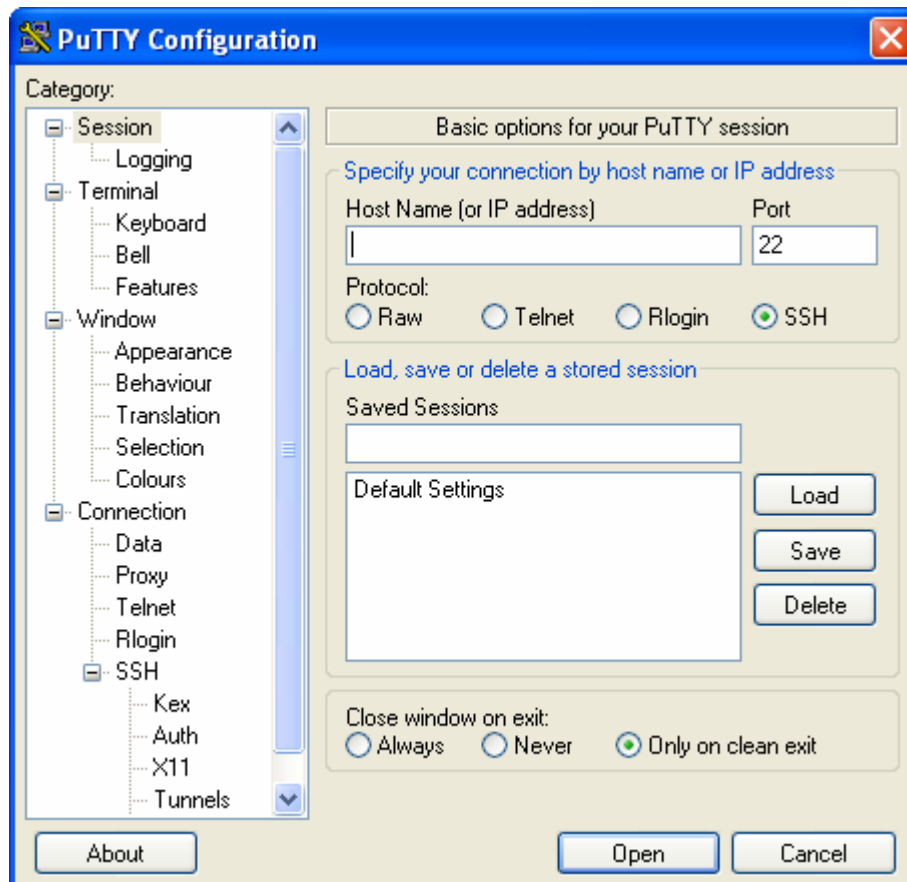 PuTTY Configuration
Category:
Session
Logging
Terminal
Keyboard
Bell
Features
Window
Appearance
Behaviour
Translation
Selection
Colours
Connection
Data
Proxy
Telnet
Rlogin
SSH
Kex
Auth
X11
Tunnels
Basic options for your PuTTY session
Specify your connection by host name or IP address
Host Name (or IP address) Port
22
Protocol:
Raw Telnet Rlogin SSH
Load, save or delete a stored session
Saved Sessions
Default Settings
Load
Save
Delete
Close window on exit:
Always Never Only on clean exit
About Open Cancel